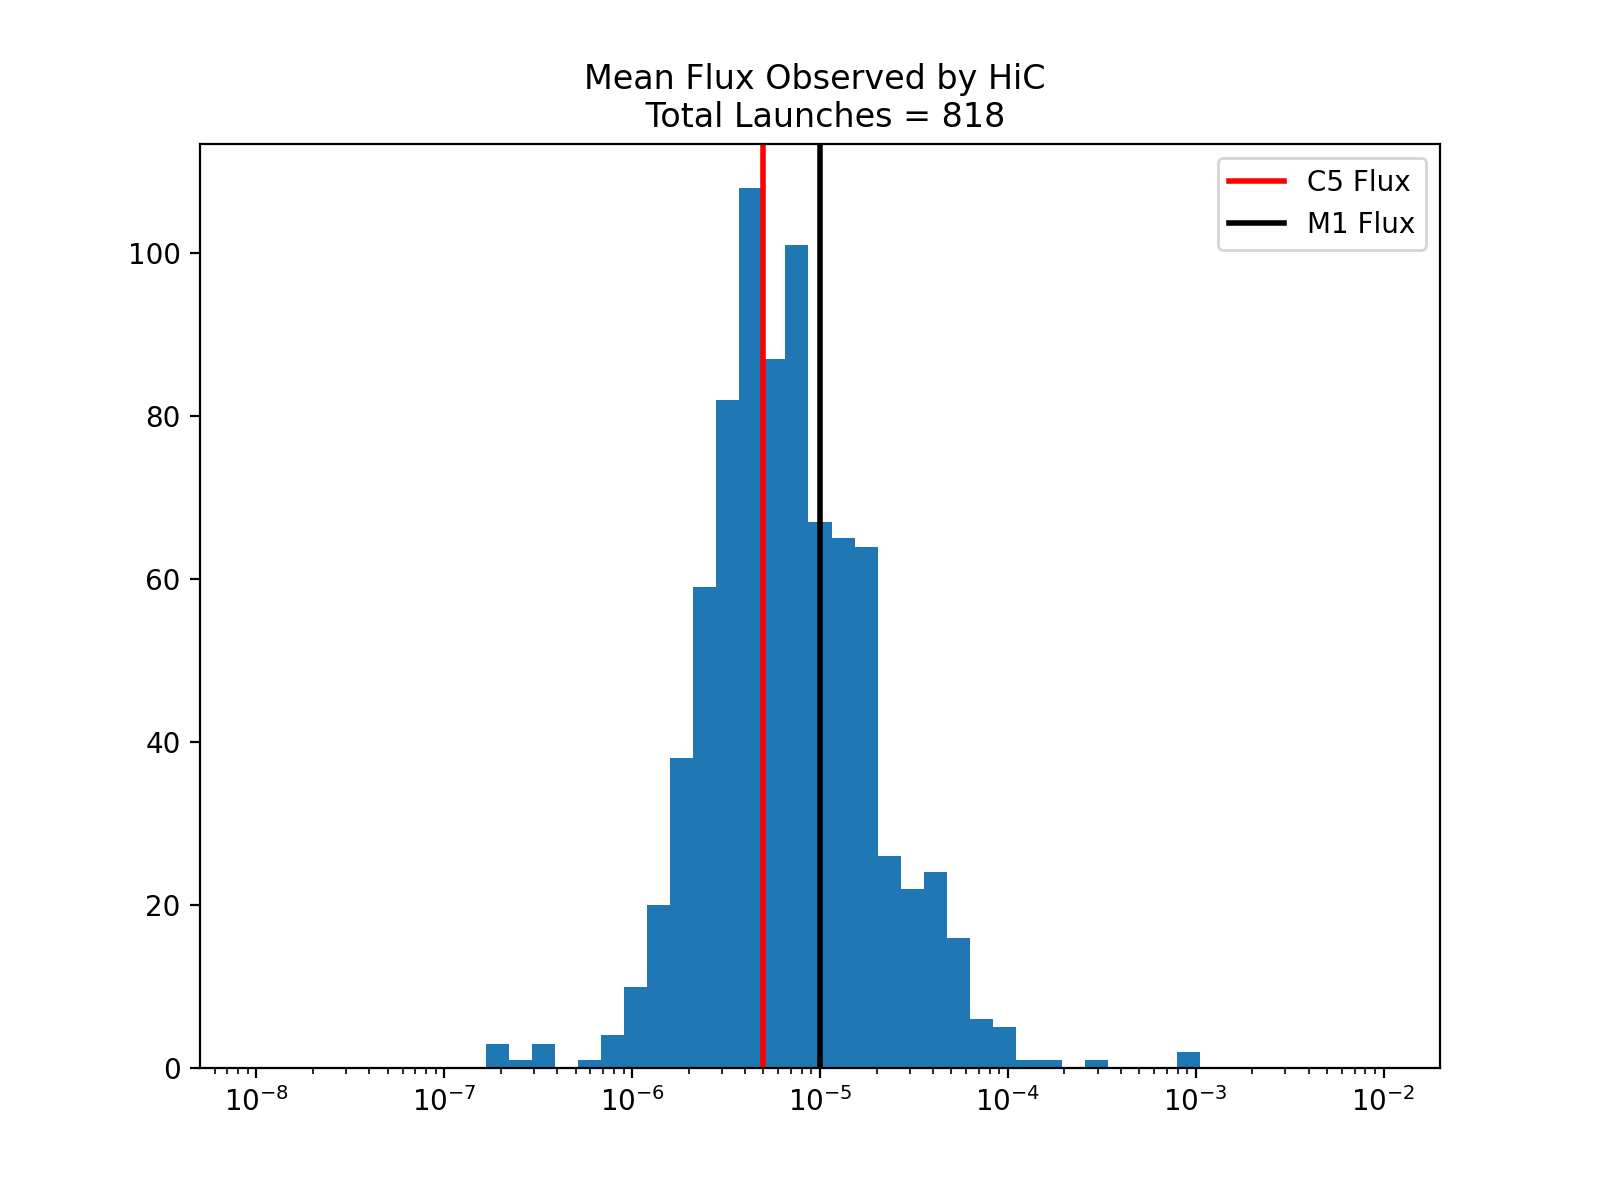 Mean Flux Observed by HiC
Total Launches = 818
C5 Flux
M1 Flux
100
80
60
40
20
0
10⁻⁸ 10⁻⁷ 10⁻⁶ 10⁻⁵ 10⁻⁴ 10⁻³ 10⁻²